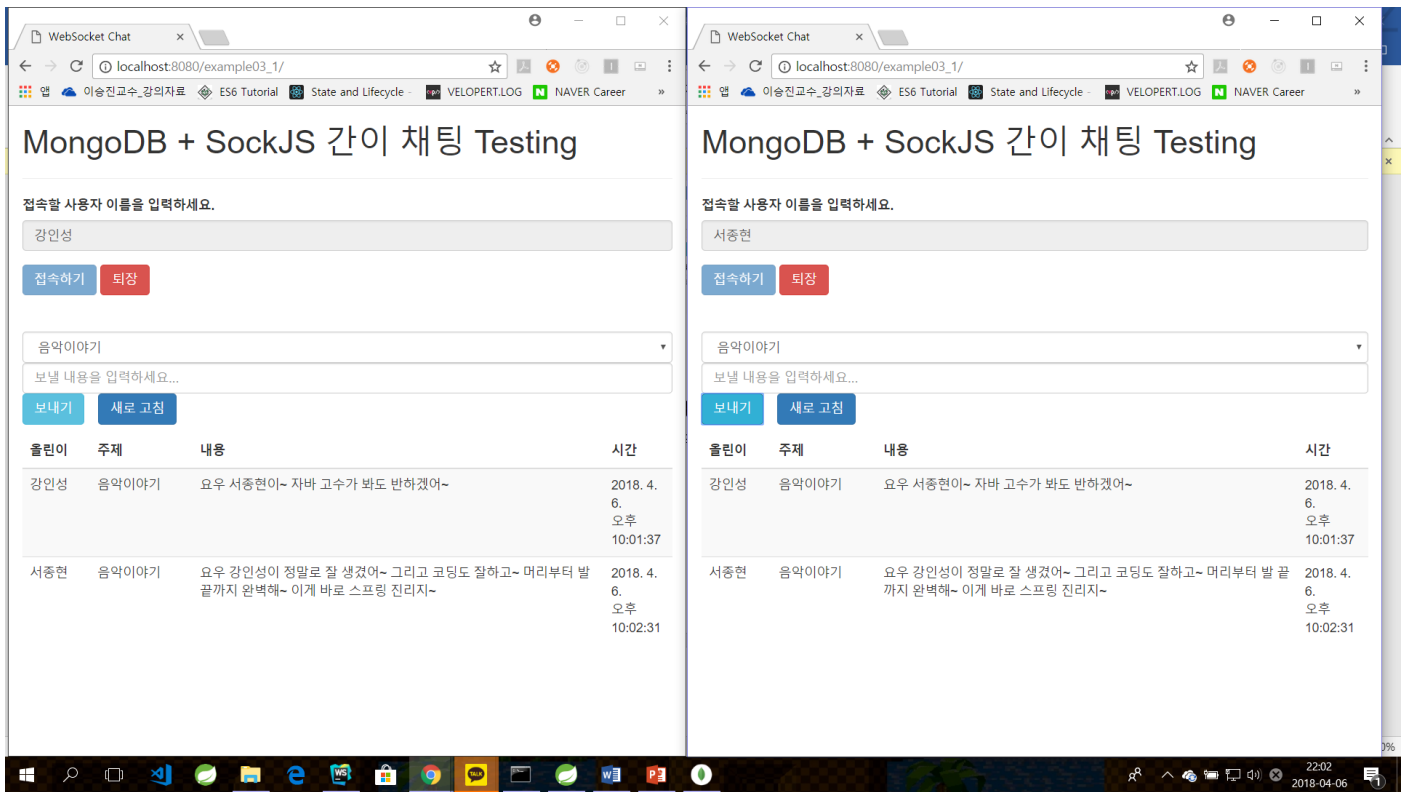 WebSocket Chat
localhost:8080/example03_1/
앱 이승진교수_강의자료 ES6 Tutorial State and Lifecycle - VELOPERT.LOG NAVER Career »
MongoDB + SockJS 간이 채팅 Testing
접속할 사용자 이름을 입력하세요.
강인성
접속하기 퇴장
음악이야기
보낼 내용을 입력하세요...
보내기 새로 고침
올린이 주제 내용 시간
강인성 음악이야기 요우 서종현이~ 자바 고수가 봐도 반하겠어~ 2018. 4.
6.
오후
10:01:37
서종현 음악이야기 요우 강인성이 정말로 잘 생겼어~ 그리고 코딩도 잘하고~ 머리부터 발 2018. 4.
끝까지 완벽해~ 이게 바로 스프링 진리지~ 6.
오후
10:02:31
WebSocket Chat
localhost:8080/example03_1/
앱 이승진교수_강의자료 ES6 Tutorial State and Lifecycle - VELOPERT.LOG NAVER Career »
MongoDB + SockJS 간이 채팅 Testing
접속할 사용자 이름을 입력하세요.
서종현
접속하기 퇴장
음악이야기
보낼 내용을 입력하세요...
보내기 새로 고침
올린이 주제 내용 시간
강인성 음악이야기 요우 서종현이~ 자바 고수가 봐도 반하겠어~ 2018. 4.
6.
오후
10:01:37
서종현 음악이야기 요우 강인성이 정말로 잘 생겼어~ 그리고 코딩도 잘하고~ 머리부터 발 끝 2018. 4.
까지 완벽해~ 이게 바로 스프링 진리지~ 6.
오후
10:02:31
WS
TALK
22:02
2018-04-06
1